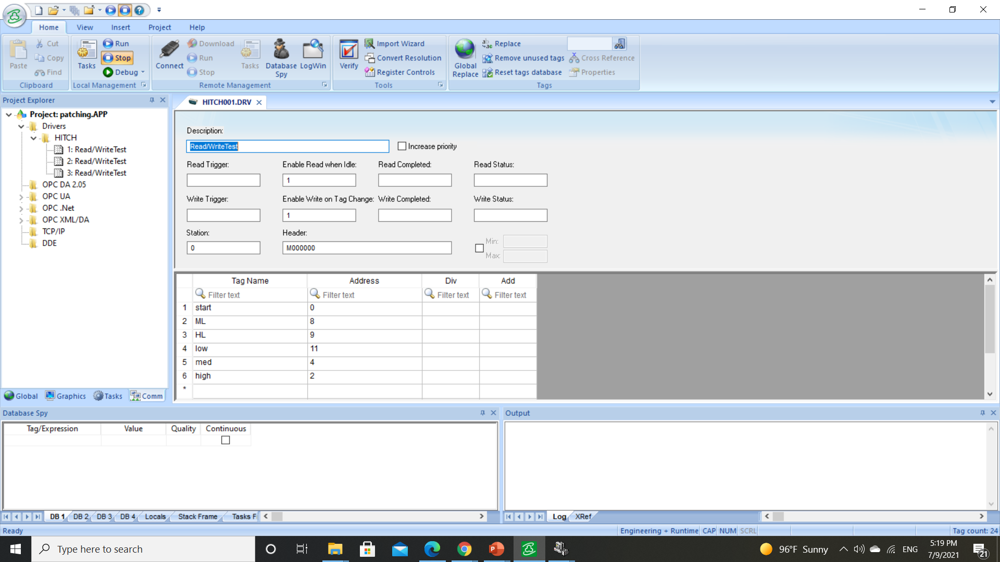 Home View Insert Project Help
Paste Cut Copy Find Clipboard
Tasks Run Stop Debug Local Management
Connect Download Run Stop Tasks Database Spy LogWin Remote Management
Verify Import Wizard Convert Resolution Register Controls Tools
Global Replace Replace Remove unused tags Reset tags database Cross Reference Properties Tags
Project Explorer
Project: patching.APP
Drivers
HITCH
1: Read/WriteTest
2: Read/WriteTest
3: Read/WriteTest
OPC DA 2.05
OPC UA
OPC .Net
OPC XML/DA
TCP/IP
DDE
Global Graphics Tasks Comm
HITCH001.DRV
Description:
Read/WriteTest Increase priority
Read Trigger: Enable Read when Idle: Read Completed: Read Status:
1
Write Trigger: Enable Write on Tag Change: Write Completed: Write Status:
1
Station: Header:
0 M000000
Min:
Max:
Tag Name Address Div Add
Filter text Filter text Filter text Filter text
1 start 0
2 ML 8
3 HL 9
4 low 11
5 med 4
6 high 2
*
Database Spy
Tag/Expression Value Quality Continuous
DB 1 DB 2 DB 3 DB 4 Locals Stack Frame Tasks F
Output
Log XRef
Ready Engineering + Runtime CAP NUM SCRL Tag count: 24
Type here to search 96°F Sunny ENG 5:19 PM
7/9/2021 21